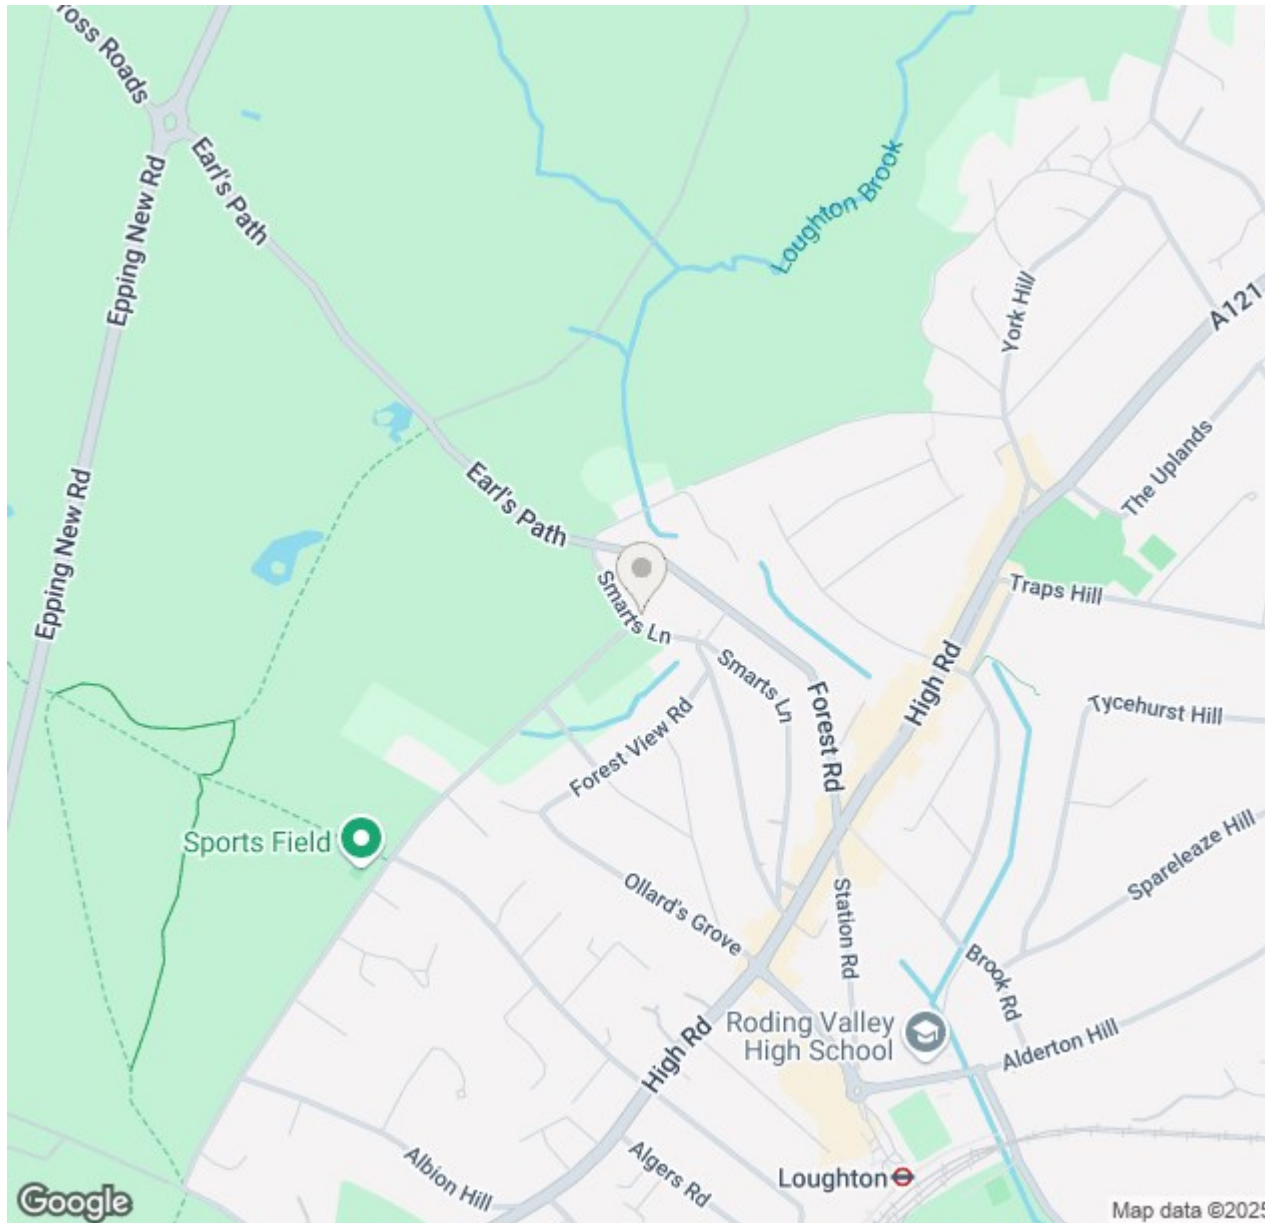 ross Roads
Earl's Path
Epping New Rd
Loughton Brook
York Hill
A121
The Uplands
Earl's Path
Epping New Rd
Smarts Ln
Traps Hill
High Rd
Smarts Ln
Forest Rd
Tycehurst Hill
Forest View Rd
Sports Field
Spareleaze Hill
Ollard's Grove
Station Rd
Brook Rd
Roding Valley
High School
High Rd
Alderton Hill
Albion Hill
Algers Rd
Loughton
Google
Map data ©2025